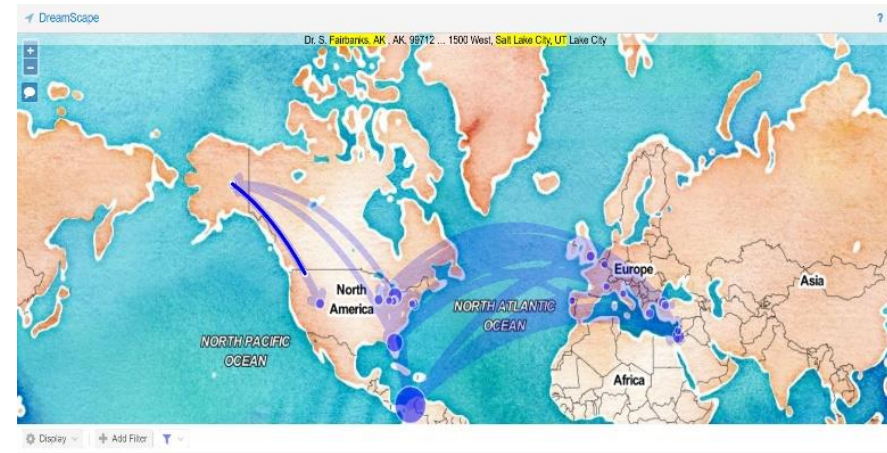 DreamScape
?
Dr. S. Fairbanks, AK , AK, 99712 ... 1500 West, Salt Lake City, UT Lake City
+
−
North
America
NORTH PACIFIC
OCEAN
NORTH ATLANTIC
OCEAN
Europe
Asia
Africa
Display
Add Filter